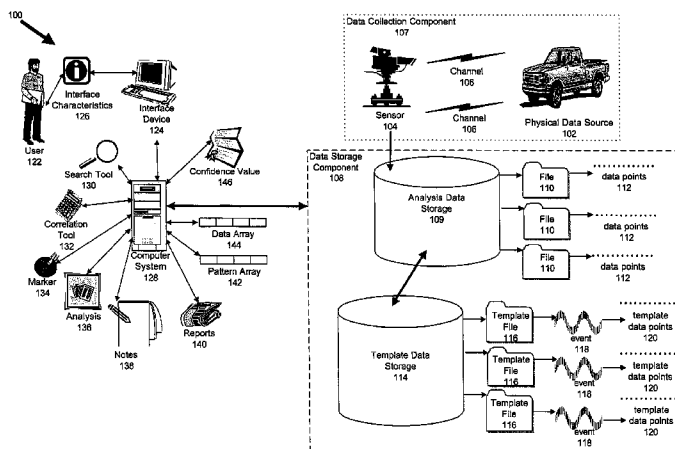 100
Data Collection Component
107
Interface
Characteristics
126
Interface
Device
124
User
122
Channel
106
Channel
106
Sensor
104
Physical Data Source
102
Search Tool
130
Confidence Value
146
Correlation
Tool
132
Data Array
144
Computer
System
128
Pattern Array
142
Marker
134
Analysis
136
Notes
138
Reports
140
Data Storage
Component
108
Analysis Data
Storage
109
File
110
data points
112
File
110
data points
112
File
110
data points
112
Template Data
Storage
114
Template
File
116
event
118
template
data points
120
Template
File
116
event
118
template
data points
120
Template
File
116
event
118
template
data points
120